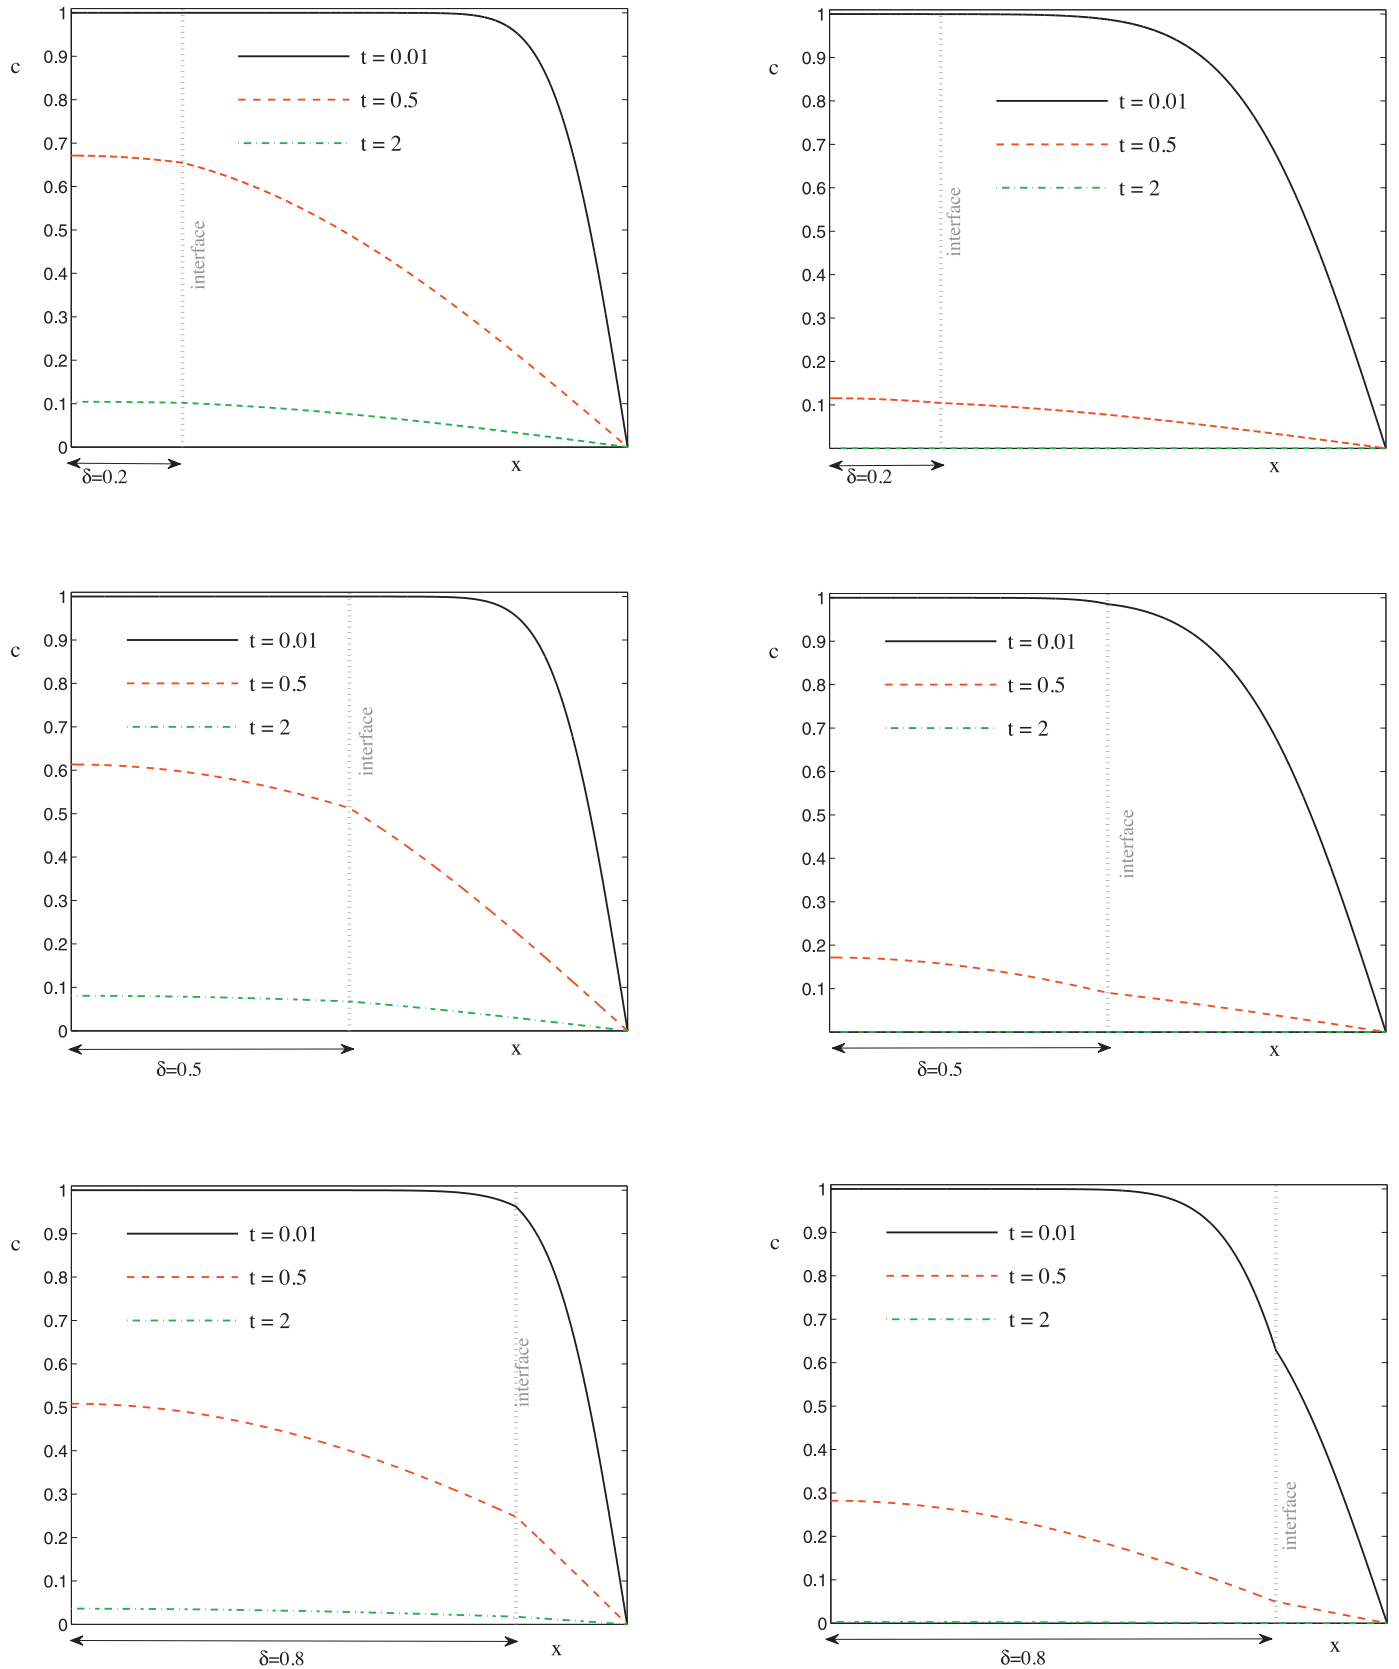 1
0.9
c
0.8
0.7
0.6
0.5
0.4
0.3
0.2
0.1
0
t = 0.01
t = 0.5
t = 2
interface
x
δ=0.2
1
0.9
c
0.8
0.7
0.6
0.5
0.4
0.3
0.2
0.1
t = 0.01
t = 0.5
t = 2
interface
x
δ=0.2
1
0.9
c
0.8
0.7
0.6
0.5
0.4
0.3
0.2
0.1
0
t = 0.01
t = 0.5
t = 2
interface
x
δ=0.5
1
0.9
c
0.8
0.7
0.6
0.5
0.4
0.3
0.2
0.1
t = 0.01
t = 0.5
t = 2
interface
x
δ=0.5
1
0.9
c
0.8
0.7
0.6
0.5
0.4
0.3
0.2
0.1
0
t = 0.01
t = 0.5
t = 2
interface
x
δ=0.8
1
0.9
c
0.8
0.7
0.6
0.5
0.4
0.3
0.2
0.1
0
t = 0.01
t = 0.5
t = 2
interface
x
δ=0.8